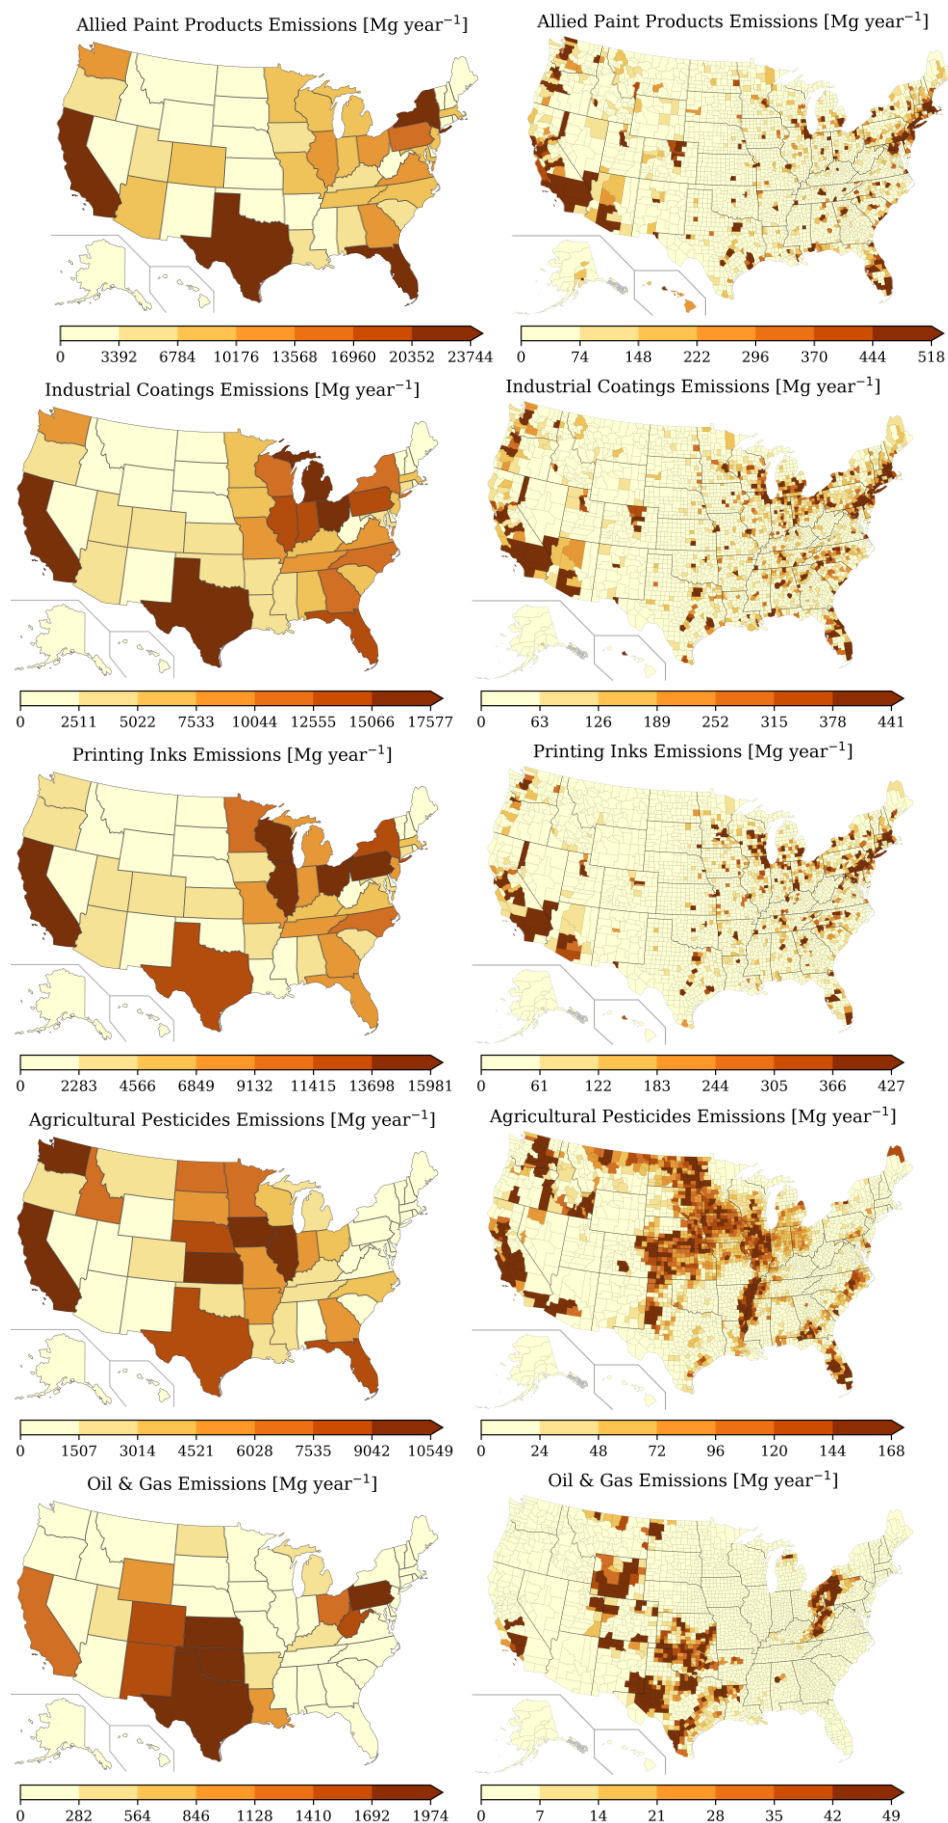 Allied Paint Products Emissions [Mg year⁻¹]
Allied Paint Products Emissions [Mg year⁻¹]
0 3392 6784 10176 13568 16960 20352 23744
0 74 148 222 296 370 444 518
Industrial Coatings Emissions [Mg year⁻¹]
Industrial Coatings Emissions [Mg year⁻¹]
0 2511 5022 7533 10044 12555 15066 17577
0 63 126 189 252 315 378 441
Printing Inks Emissions [Mg year⁻¹]
Printing Inks Emissions [Mg year⁻¹]
0 2283 4566 6849 9132 11415 13698 15981
0 61 122 183 244 305 366 427
Agricultural Pesticides Emissions [Mg year⁻¹]
Agricultural Pesticides Emissions [Mg year⁻¹]
0 1507 3014 4521 6028 7535 9042 10549
0 24 48 72 96 120 144 168
Oil & Gas Emissions [Mg year⁻¹]
Oil & Gas Emissions [Mg year⁻¹]
0 282 564 846 1128 1410 1692 1974
0 7 14 21 28 35 42 49